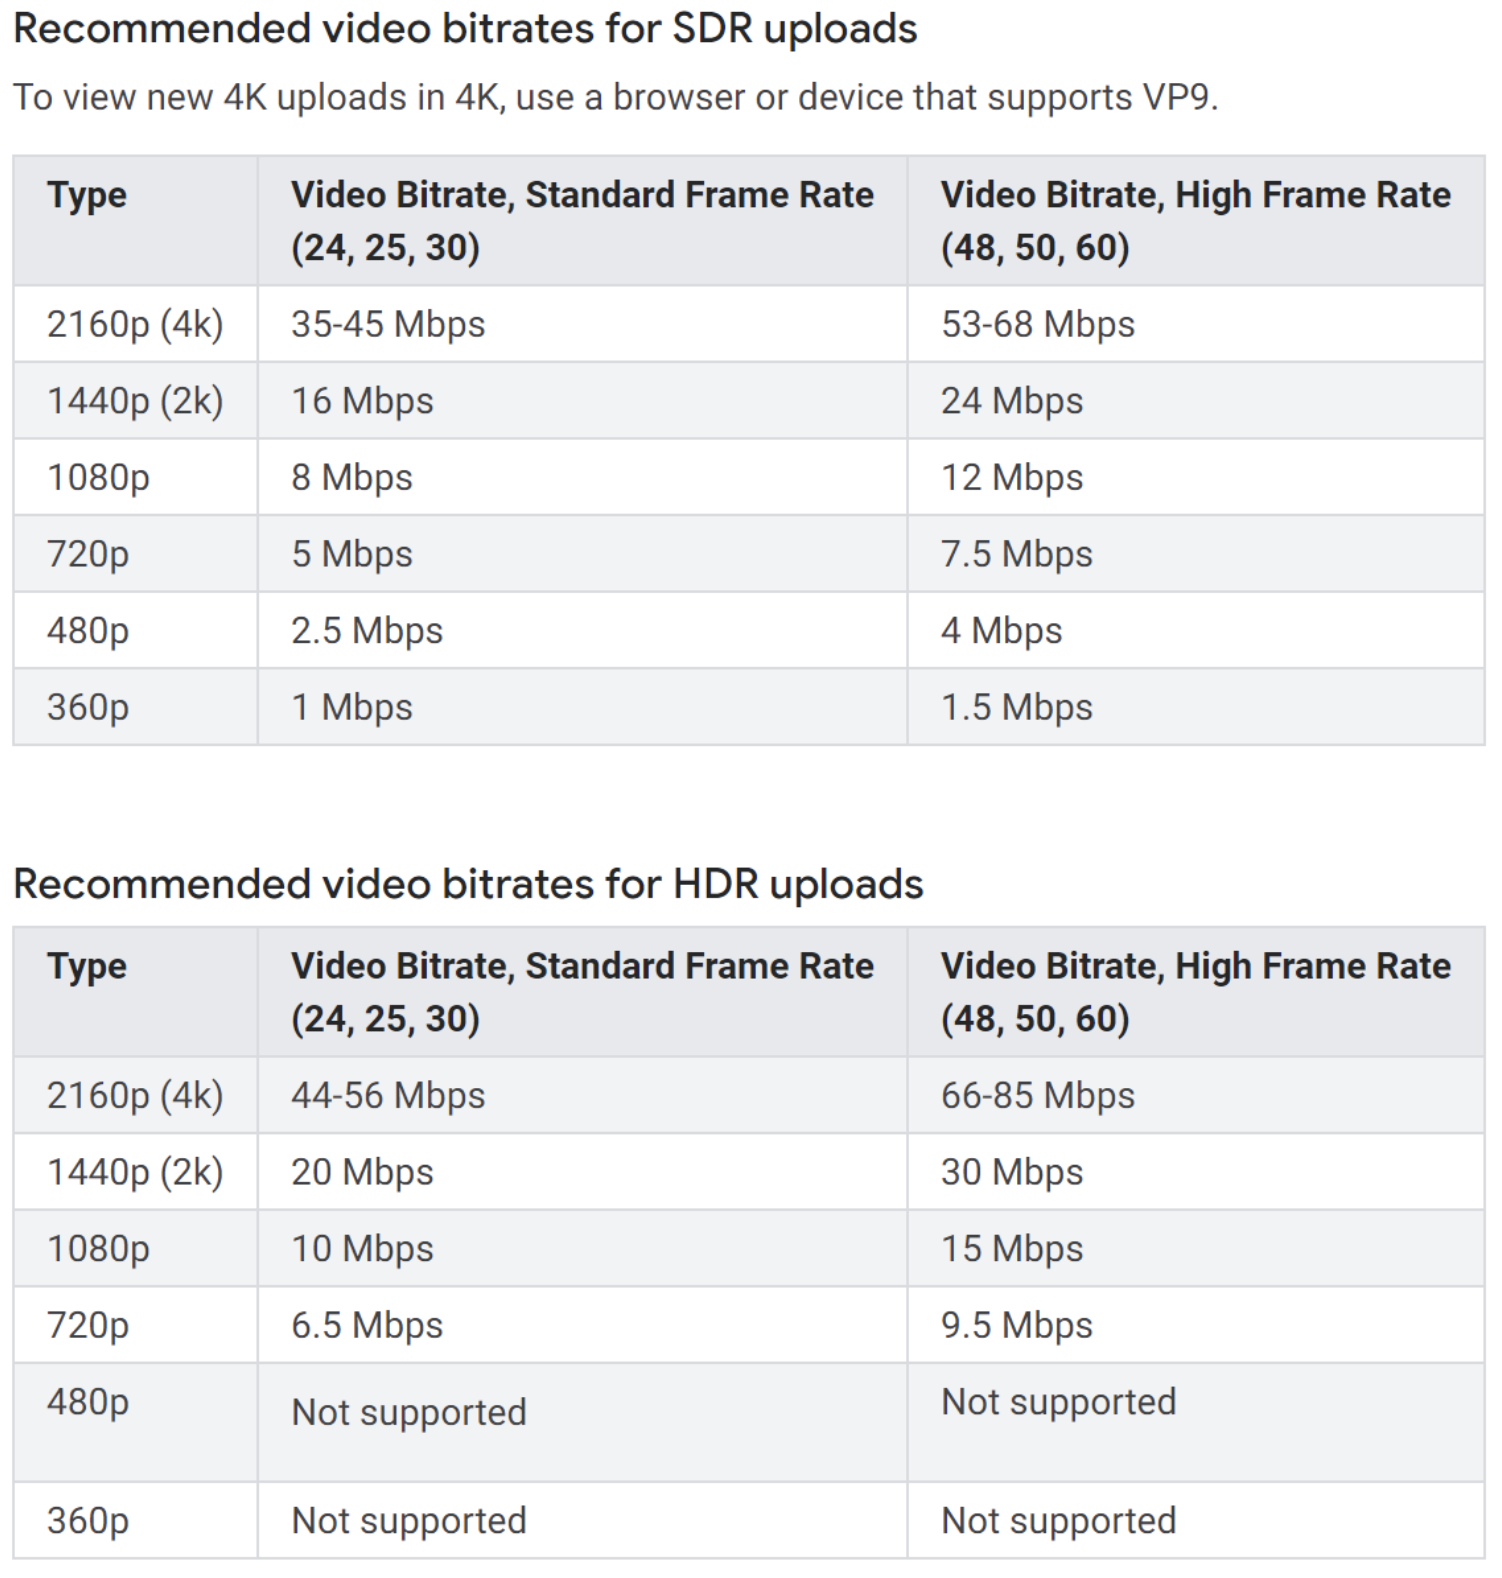 Recommended video bitrates for SDR uploads
To view new 4K uploads in 4K, use a browser or device that supports VP9.
Type Video Bitrate, Standard Frame Rate Video Bitrate, High Frame Rate
(24, 25, 30) (48, 50, 60)
2160p (4k) 35-45 Mbps 53-68 Mbps
1440p (2k) 16 Mbps 24 Mbps
1080p 8 Mbps 12 Mbps
720p 5 Mbps 7.5 Mbps
480p 2.5 Mbps 4 Mbps
360p 1 Mbps 1.5 Mbps
Recommended video bitrates for HDR uploads
Type Video Bitrate, Standard Frame Rate Video Bitrate, High Frame Rate
(24, 25, 30) (48, 50, 60)
2160p (4k) 44-56 Mbps 66-85 Mbps
1440p (2k) 20 Mbps 30 Mbps
1080p 10 Mbps 15 Mbps
720p 6.5 Mbps 9.5 Mbps
480p Not supported Not supported
360p Not supported Not supported